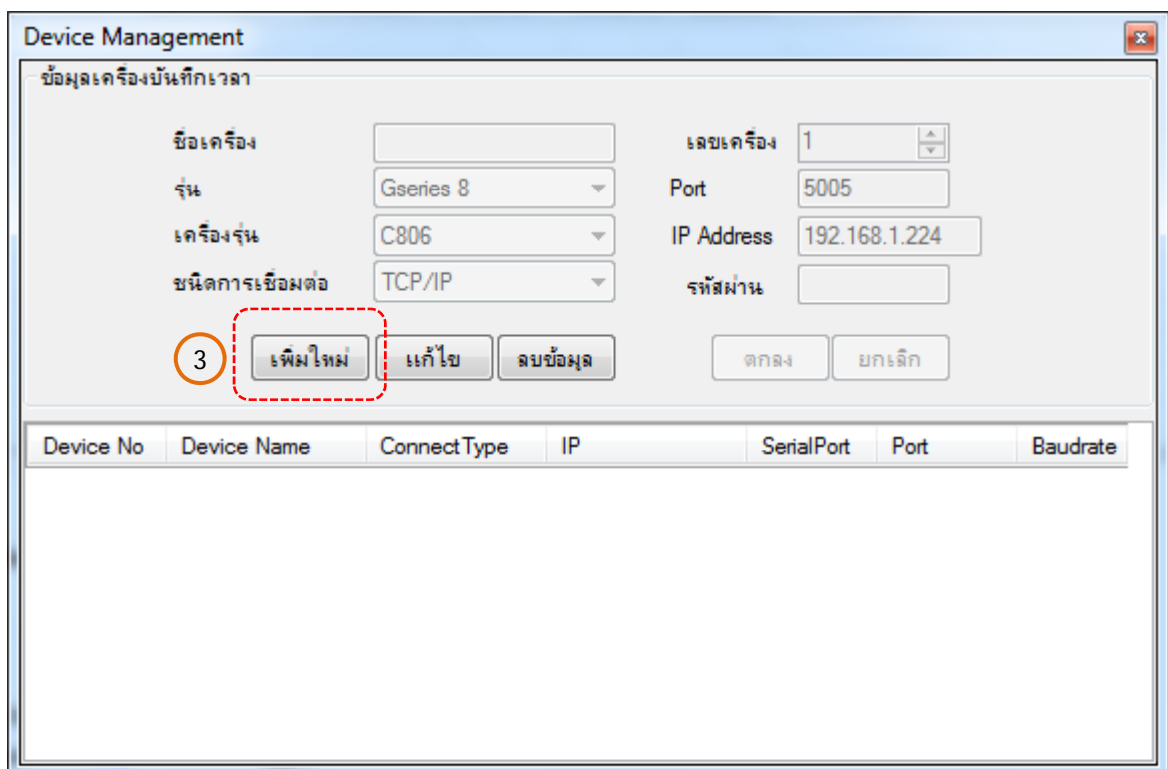 Device Management
ข้อมูลเครื่องบันทึกเวลา
ชื่อเครื่อง เลขเครื่อง 1
รุ่น Gseries 8 Port 5005
เครื่องรุ่น C806 IP Address 192.168.1.224
ชนิดการเชื่อมต่อ TCP/IP รหัสผ่าน
3 เพิ่มใหม่ แก้ไข ลบข้อมูล ตกลง ยกเลิก
Device No Device Name ConnectType IP SerialPort Port Baudrate